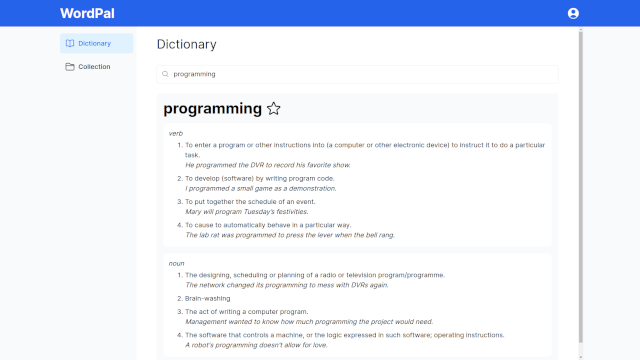 WordPal
Dictionary
Collection
Dictionary
programming
programming
verb
1. To enter a program or other instructions into (a computer or other electronic device) to instruct it to do a particular
task.
He programmed the DVR to record his favorite show.
2. To develop (software) by writing program code.
I programmed a small game as a demonstration.
3. To put together the schedule of an event.
Mary will program Tuesday's festivities.
4. To cause to automatically behave in a particular way.
The lab rat was programmed to press the lever when the bell rang.
noun
1. The designing, scheduling or planning of a radio or television program/programme.
The network changed its programming to mess with DVRs again.
2. Brain-washing
3. The act of writing a computer program.
Management wanted to know how much programming the project would need.
4. The software that controls a machine, or the logic expressed in such software; operating instructions.
A robot's programming doesn't allow for love.